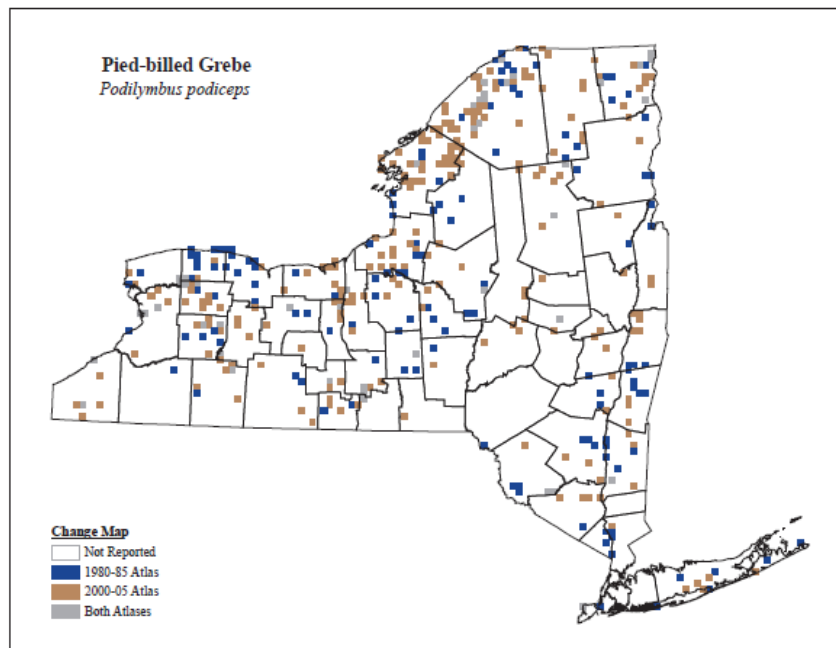 Pied-billed Grebe
Podilymbus podiceps
Change Map
Not Reported
1980-85 Atlas
2000-05 Atlas
Both Atlases